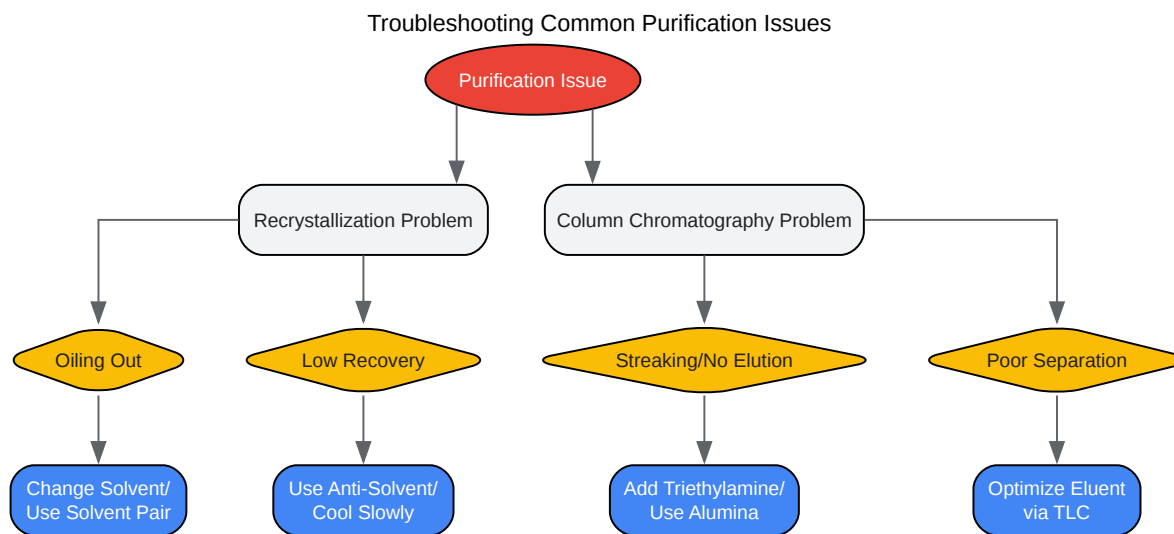 Troubleshooting Common Purification Issues
Purification Issue
Recrystallization Problem
Column Chromatography Problem
Oiling Out
Low Recovery
Streaking/No Elution
Poor Separation
Change Solvent/
Use Solvent Pair
Use Anti-Solvent/
Cool Slowly
Add Triethylamine/
Use Alumina
Optimize Eluent
via TLC